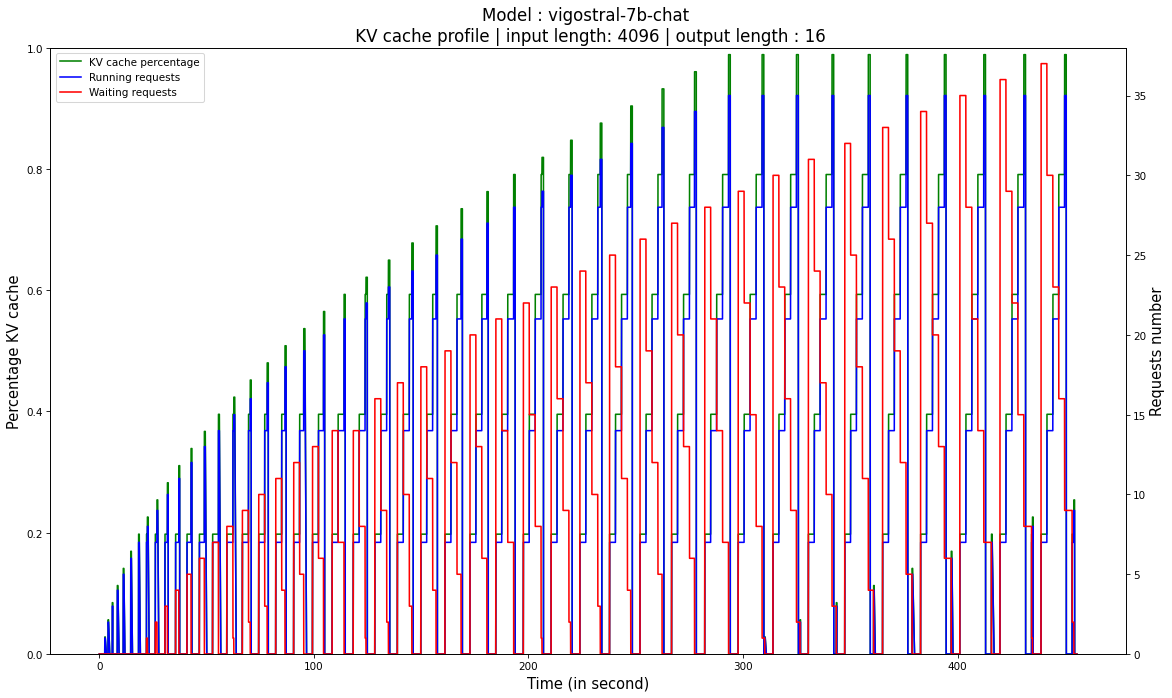 Model : vigostral-7b-chat
KV cache profile | input length: 4096 | output length : 16
KV cache percentage
Running requests
Waiting requests
Percentage KV cache
1.0
0.8
0.6
0.4
0.2
0.0
0
100
200
300
400
Time (in second)
35
30
25
20
15
10
5
0
Requests number